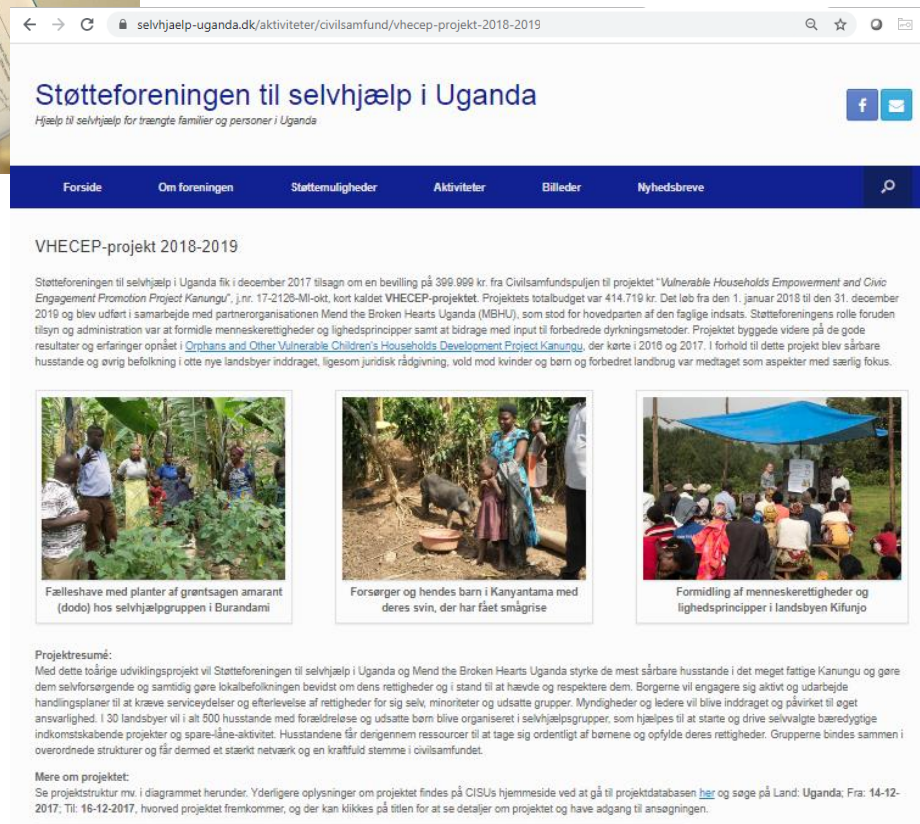 selvhjaelp-uganda.dk/aktiviteter/civilsamfund/vhecep-projekt-2018-2019
Støtteforeningen til selvhjælp i Uganda
Hjælp til selvhjælp for trængte familier og personer i Uganda
Forside Om foreningen Støttemuligheder Aktiviteter Billeder Nyhedsbreve
VHECEP-projekt 2018-2019
Støtteforeningen til selvhjælp i Uganda fik i december 2017 tilsagn om en bevilling på 399.999 kr. fra Civilsamfundspuljen til projektet "Vulnerable Households Empowerment and Civic
Engagement Promotion Project Kanungu", j.nr. 17-2126-MI-okt, kort kaldet VHECEP-projektet. Projektets totalbudget var 414.719 kr. Det løb fra den 1. januar 2018 til den 31. december
2019 og blev udført i samarbejde med partnerorganisationen Mend the Broken Hearts Uganda (MBHU), som stod for hovedparten af den faglige indsats. Støtteforeningens rolle foruden
tilsyn og administration var at formidle menneskerettigheder og lighedsprincipper samt at bidrage med input til forbedrede dyrkningsmetoder. Projektet byggede videre på de gode
resultater og erfaringer opnået i Orphans and Other Vulnerable Children's Households Development Project Kanungu, der kørte i 2016 og 2017. I forhold til dette projekt blev sårbare
husstande og øvrig befolkning i otte nye landsbyer inddraget, ligesom juridisk rådgivning, vold mod kvinder og børn og forbedret landbrug var medtaget som aspekter med særlig fokus.
Fælleshave med planter af grøntsagen amarant
(dodo) hos selvhjælpgruppen i Burandami
Forsørger og hendes barn i Kanyantama med
deres svin, der har fået smågrise
Formidling af menneskerettigheder og
lighedsprincipper i landsbyen Kifunjo
Projektresumé:
Med dette toårige udviklingsprojekt vil Støtteforeningen til selvhjælp i Uganda og Mend the Broken Hearts Uganda styrke de mest sårbare husstande i det meget fattige Kanungu og gøre
dem selvforsørgende og samtidig gøre lokalbefolkningen bevidst om dens rettigheder og i stand til at hævde og respektere dem. Borgerne vil engagere sig aktivt og udarbejde
handlingsplaner til at kræve serviceydelser og efterlevelse af rettigheder for sig selv, minoriteter og udsatte grupper. Myndigheder og ledere vil blive inddraget og påvirket til øget
ansvarlighed. I 30 landsbyer vil i alt 500 husstande med forældreløse og udsatte børn blive organiseret i selvhjælpsgrupper, som hjælpes til at starte og drive selvvalgte bæredygtige
indkomstskabende projekter og spare-låne-aktivitet. Husstandene får derigennem ressourcer til at tage sig ordentligt af børnene og opfylde deres rettigheder. Grupperne bindes sammen i
overordnede strukturer og får dermed et stærkt netværk og en kraftfuld stemme i civilsamfundet.
Mere om projektet:
Se projektstruktur mv. i diagrammet herunder. Yderligere oplysninger om projektet findes på CISUs hjemmeside ved at gå til projektdatabasen her og søge på Land: Uganda; Fra: 14-12-
2017; Til: 16-12-2017, hvorved projektet fremkommer, og der kan klikkes på titlen for at se detaljer om projektet og have adgang til ansøgningen.